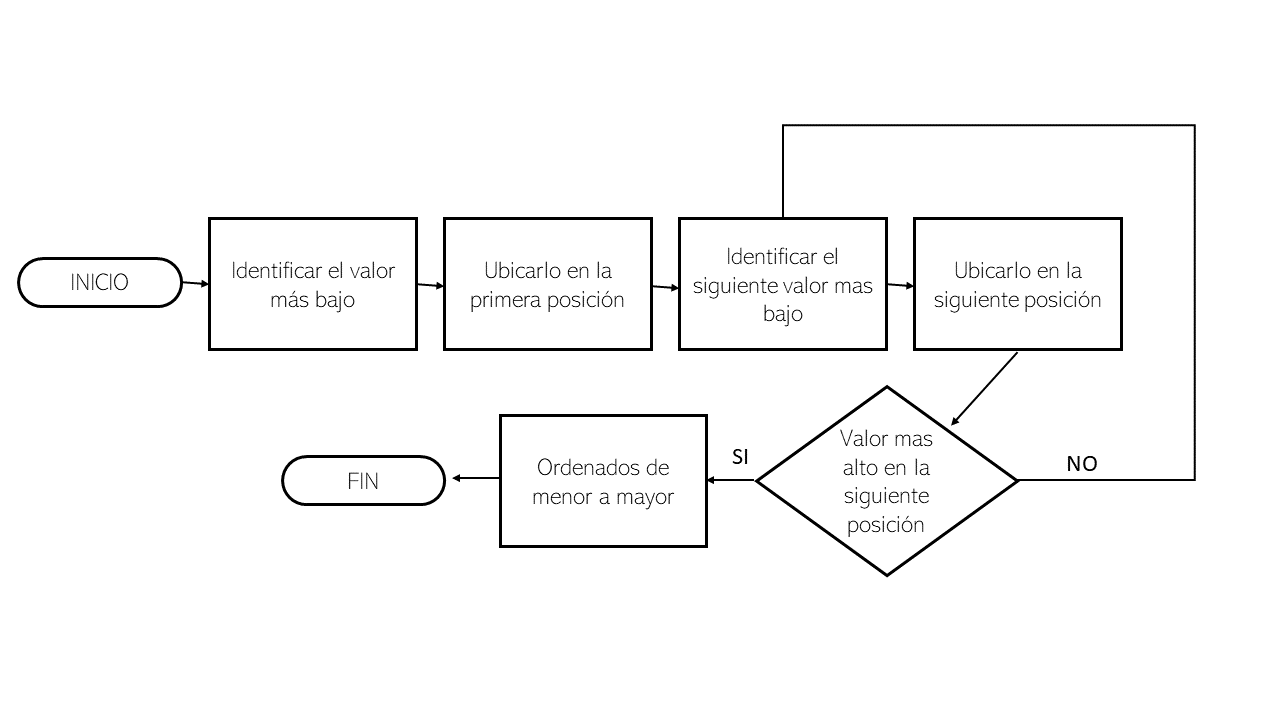 INICIO
Identificar el valor
más bajo
Ubicarlo en la
primera posición
Identificar el
siguiente valor mas
bajo
Ubicarlo en la
siguiente posición
Valor mas
alto en la
siguiente
posición
NO
SI
Ordenados de
menor a mayor
FIN